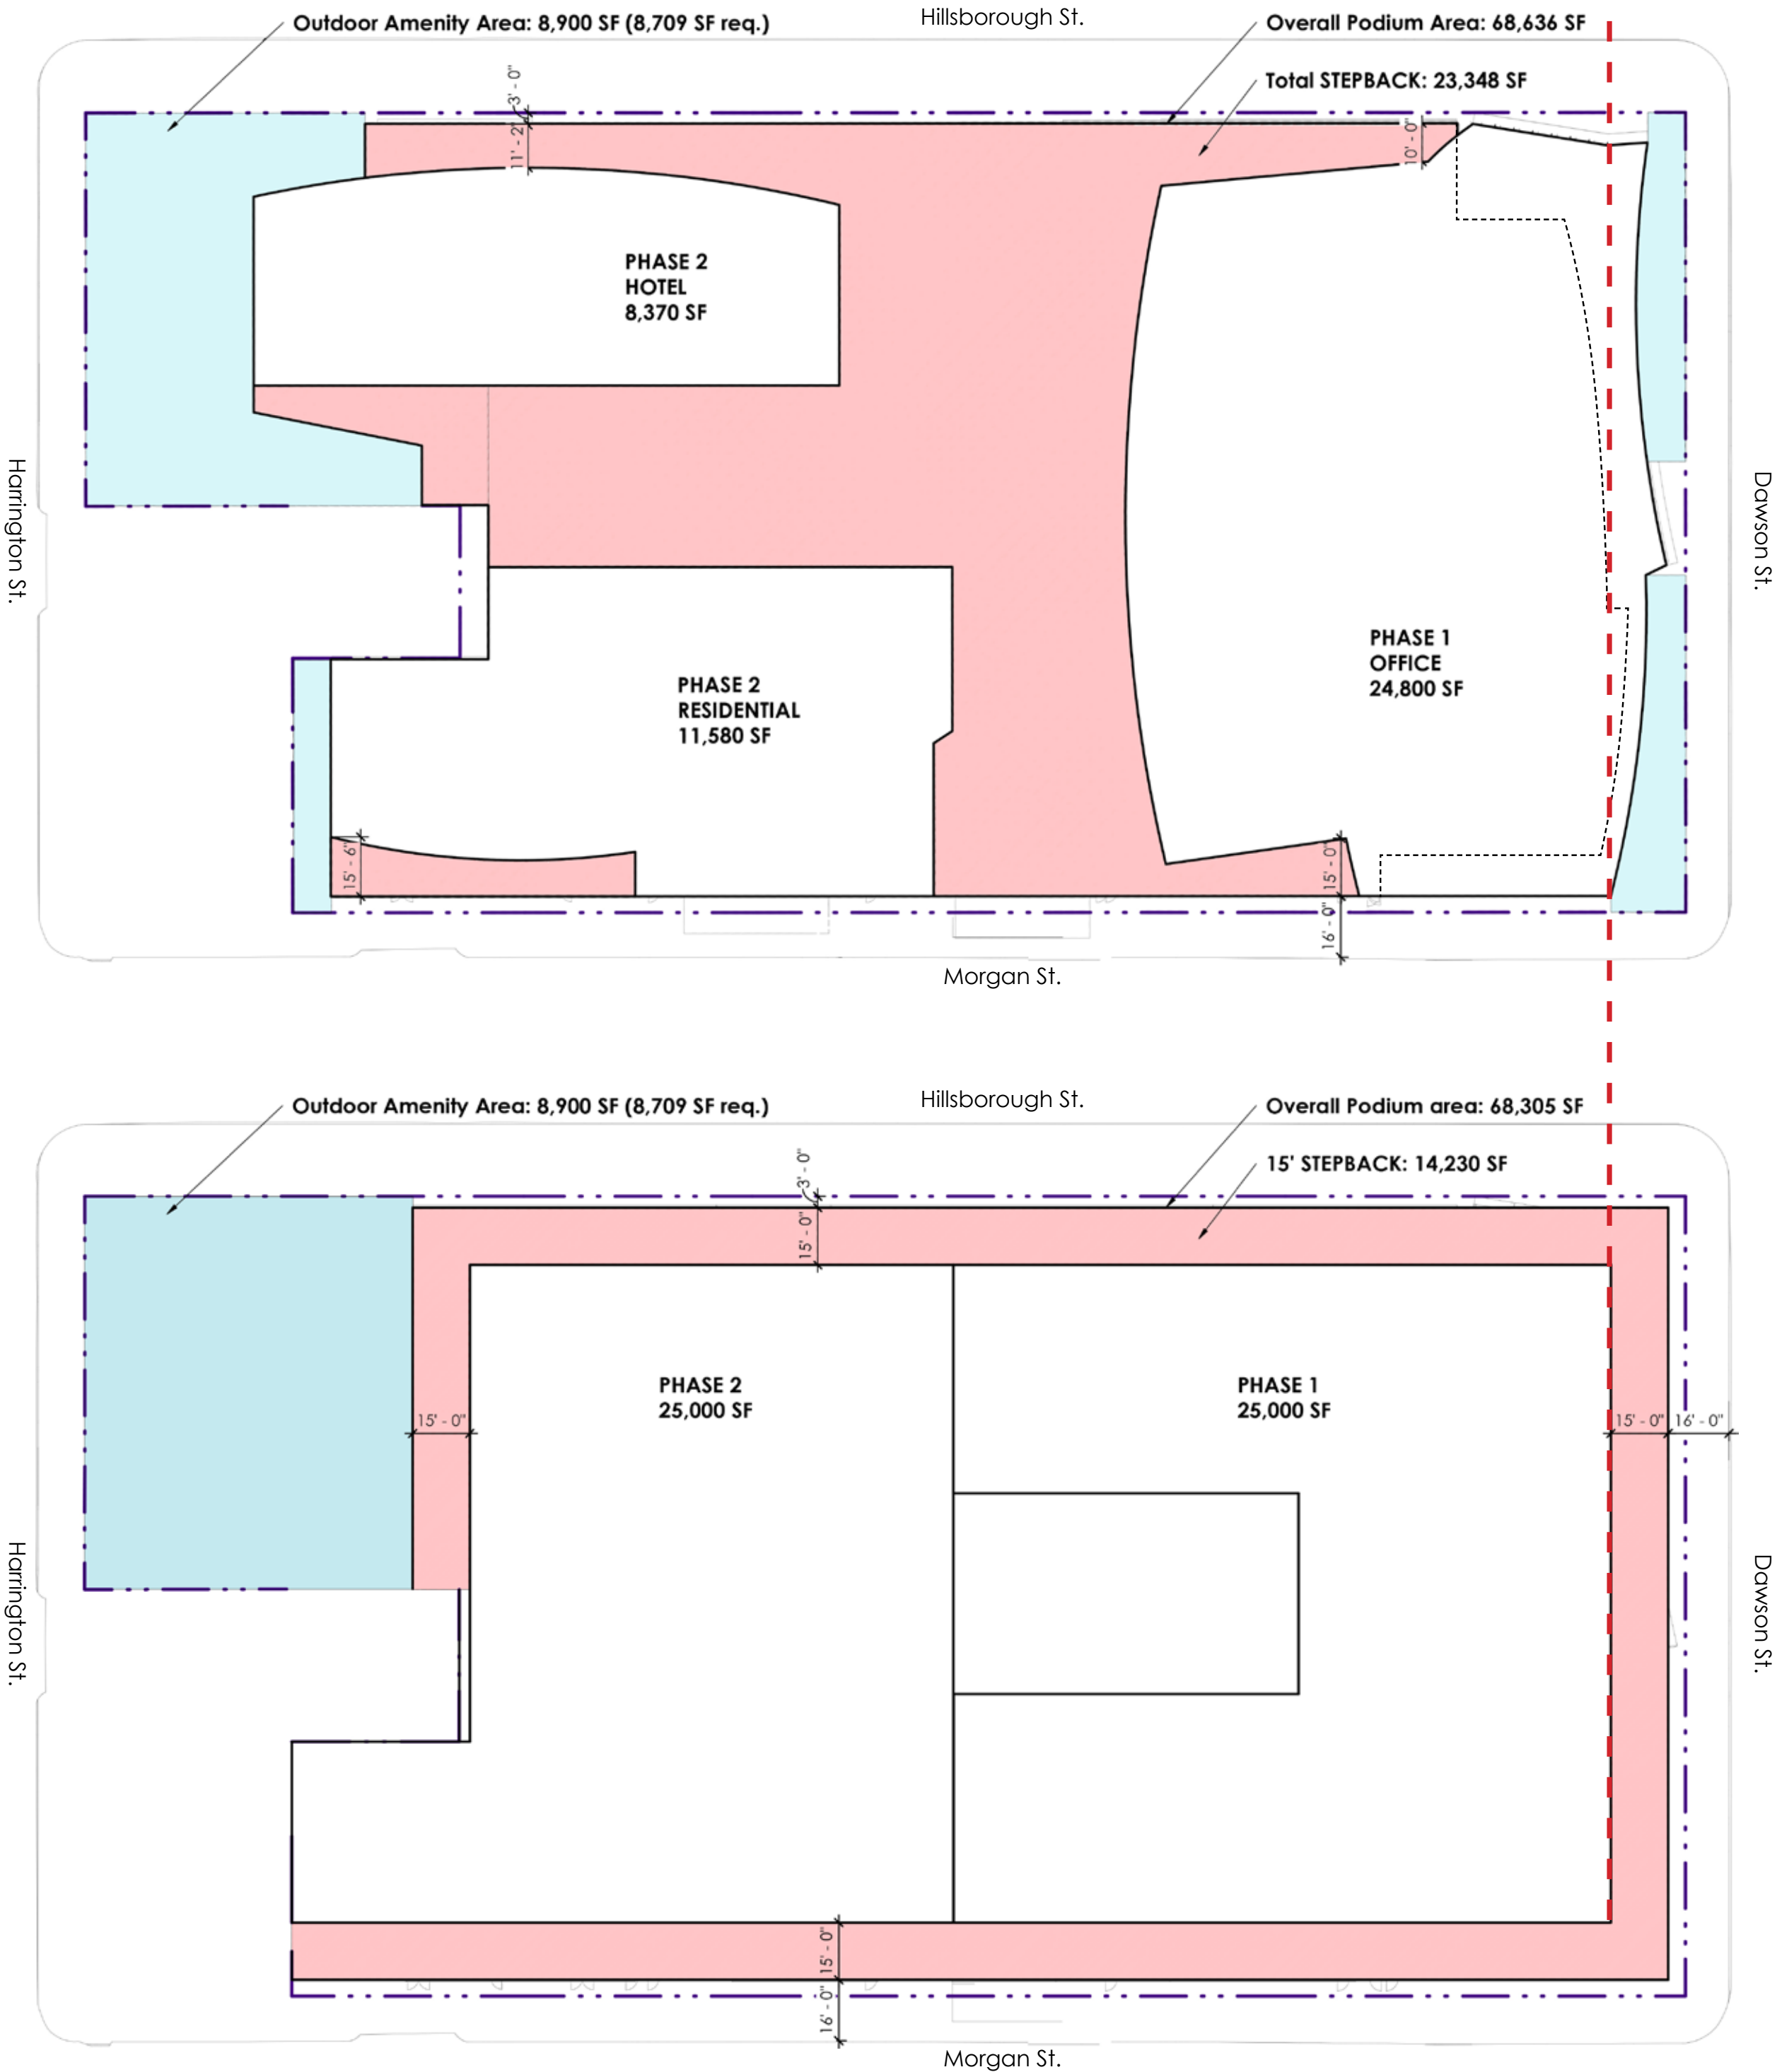 Hillsborough St.
Outdoor Amenity Area: 8,900 SF (8,709 SF req.)
Overall Podium Area: 68,636 SF
Total STEPBACK: 23,348 SF
3' - 0"
11' - 2"
10' - 0"
PHASE 2
HOTEL
8,370 SF
Harrington St.
Dawson St.
PHASE 1
OFFICE
24,800 SF
PHASE 2
RESIDENTIAL
11,580 SF
15' - 6"
15' - 0"
16' - 0"
Morgan St.
Hillsborough St.
Outdoor Amenity Area: 8,900 SF (8,709 SF req.)
Overall Podium area: 68,305 SF
15' STEPBACK: 14,230 SF
3' - 0"
15' - 0"
PHASE 2
25,000 SF
PHASE 1
25,000 SF
15' - 0"
15' - 0"
16' - 0"
Harrington St.
Dawson St.
15' - 0"
16' - 0"
Morgan St.